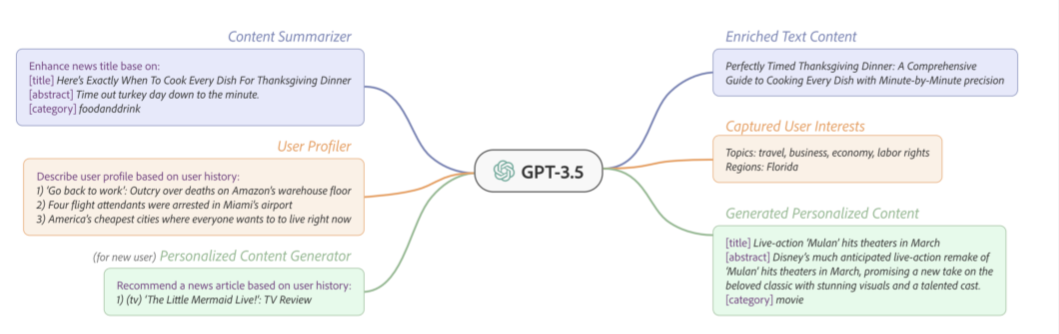 Content Summarizer
Enhance news title base on:
[title] Here's Exactly When To Cook Every Dish For Thanksgiving Dinner
[abstract] Time out turkey day down to the minute.
[category] foodanddrink
User Profiler
Describe user profile based on user history:
1) 'Go back to work': Outcry over deaths on Amazon's warehouse floor
2) Four flight attendants were arrested in Miami's airport
3) America's cheapest cities where everyone wants to to live right now
(for new user) Personalized Content Generator
Recommend a news article based on user history:
1) (tv) 'The Little Mermaid Live!': TV Review
GPT-3.5
Enriched Text Content
Perfectly Timed Thanksgiving Dinner: A Comprehensive
Guide to Cooking Every Dish with Minute-by-Minute precision
Captured User Interests
Topics: travel, business, economy, labor rights
Regions: Florida
Generated Personalized Content
[title] Live-action 'Mulan' hits theaters in March
[abstract] Disney's much anticipated live-action remake of
'Mulan' hits theaters in March, promising a new take on the
beloved classic with stunning visuals and a talented cast.
[category] movie